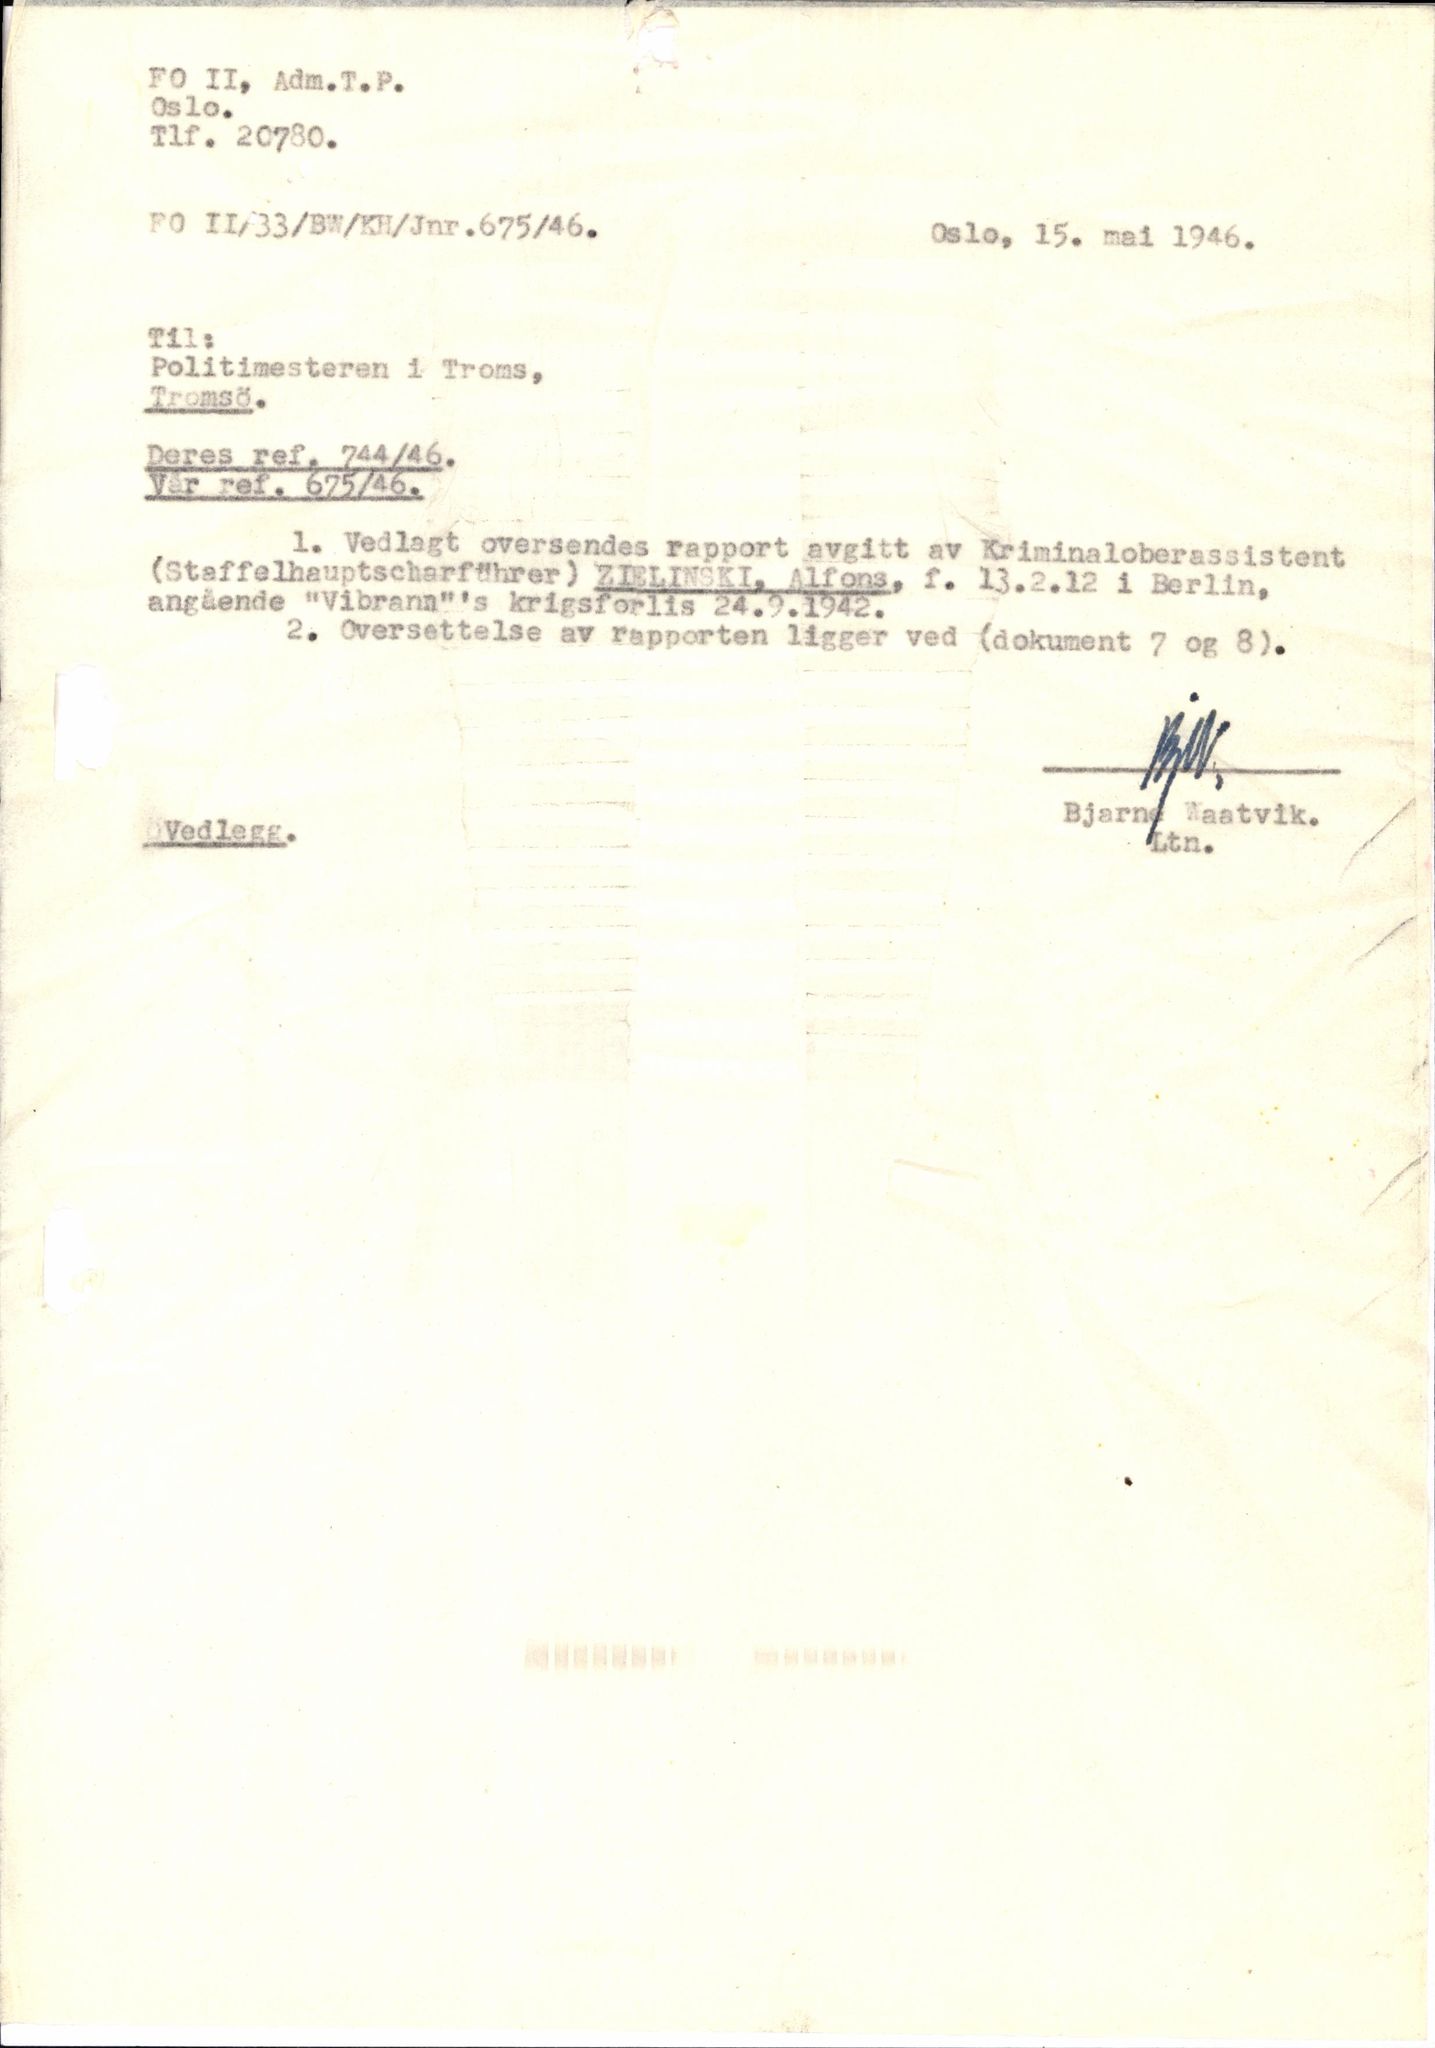 FO II, Adm.T.P.
Oslo.
Tlf. 20780.
FO II/33/BW/KH/Jnr.675/46.
Oslo, 15. mai 1946.
Til:
Politimesteren i Troms,
Tromsö.
Deres ref. 744/46.
Vår ref. 675/46.
1. Vedlagt oversendes rapport avgitt av Kriminaloberassistent
(Staffelhauptscharführer) ZIELINSKI, Alfons, f. 13.2.12 i Berlin,
angående "Vibrann"'s krigsforlis 24.9.1942.
2. Oversettelse av rapporten ligger ved (dokument 7 og 8).
BjW.
Bjarne Waatvik.
Ltn.
Vedlegg.